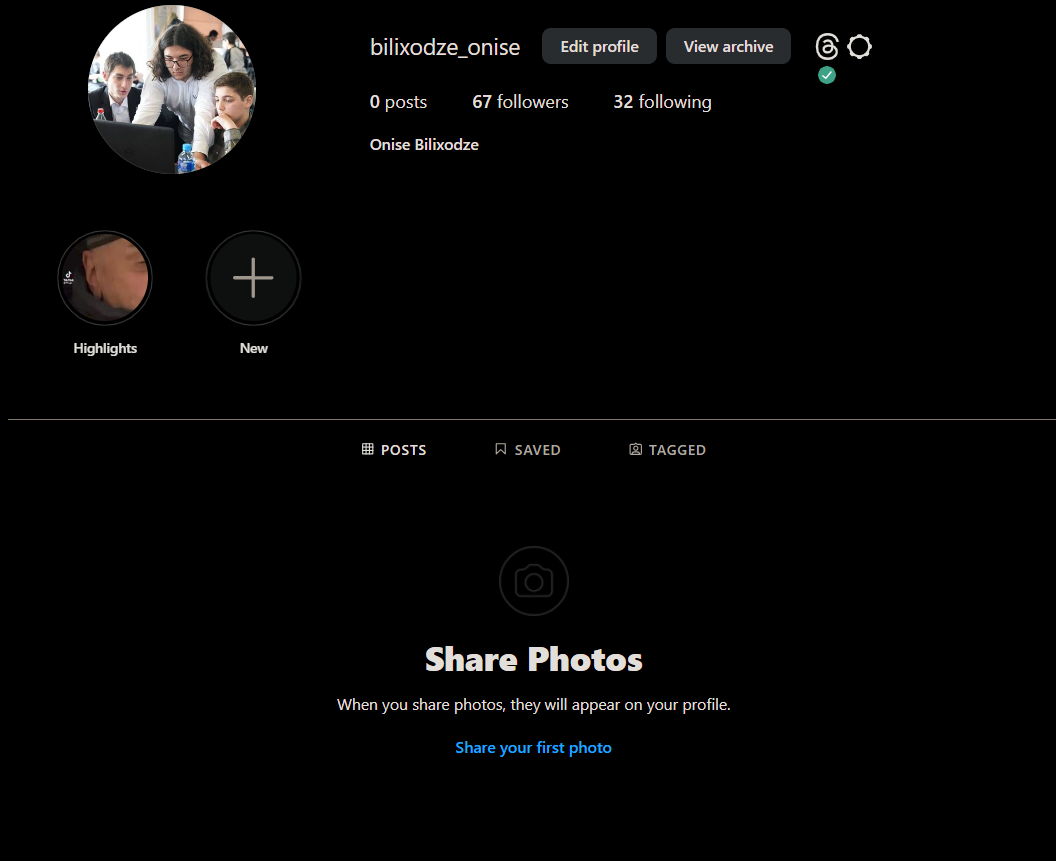 bilixodze_onise Edit profile View archive
0 posts 67 followers 32 following
Onise Bilixodze
Highlights New
POSTS SAVED TAGGED
Share Photos
When you share photos, they will appear on your profile.
Share your first photo